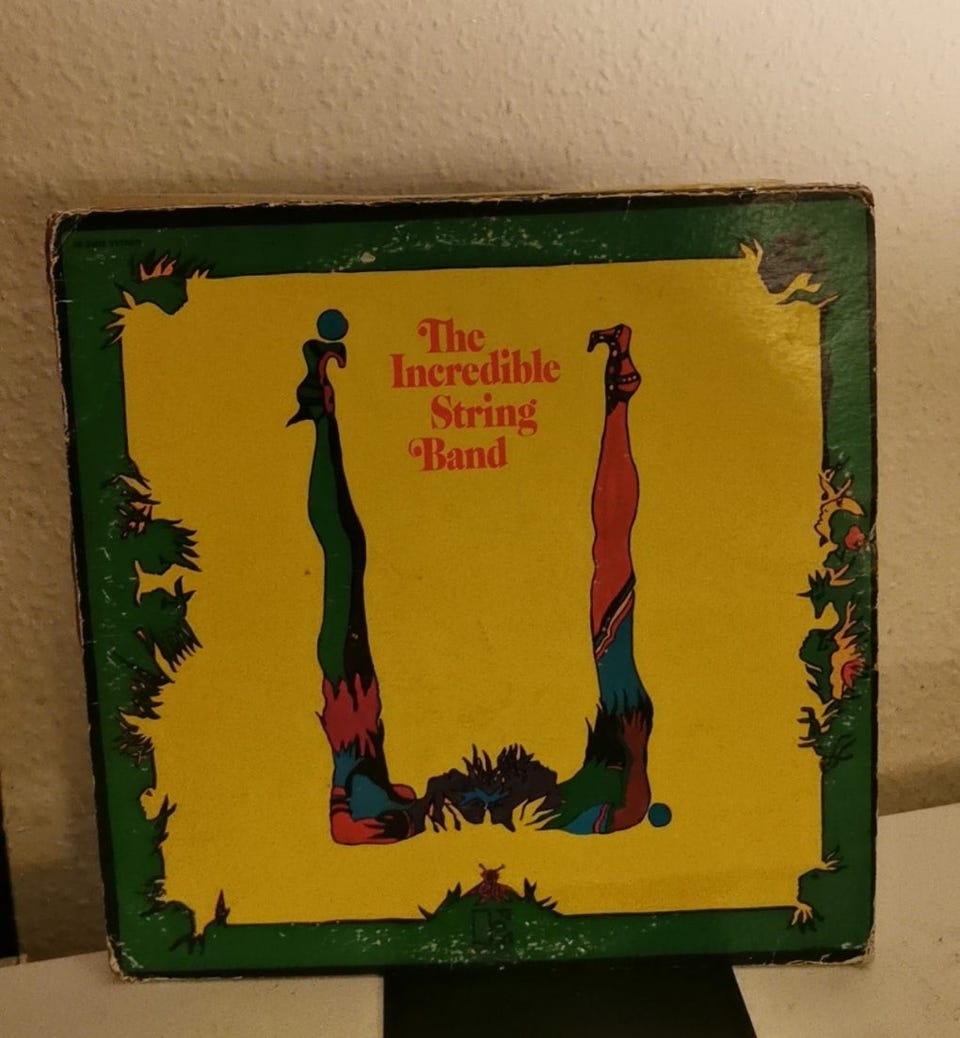 The
Incredible
String
Band